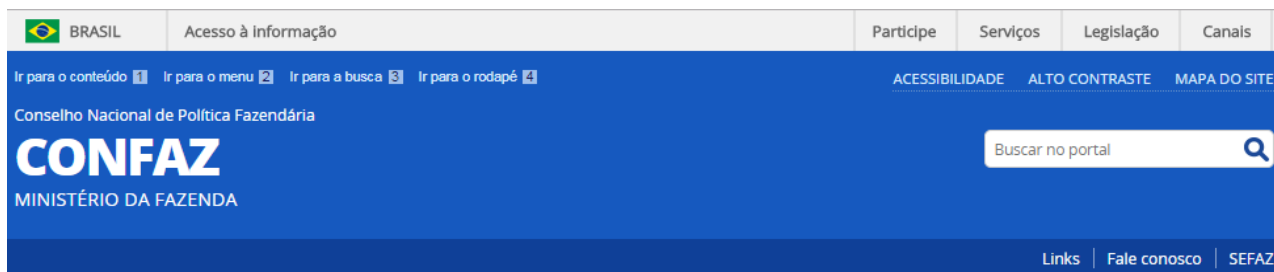 BRASIL Acesso à informação Participe Serviços Legislação Canais
Ir para o conteúdo 1 Ir para o menu 2 Ir para a busca 3 Ir para o rodapé 4 ACESSIBILIDADE ALTO CONTRASTE MAPA DO SITE
Conselho Nacional de Política Fazendária
CONFAZ
Buscar no portal
MINISTÉRIO DA FAZENDA
Links Fale conosco SEFAZ